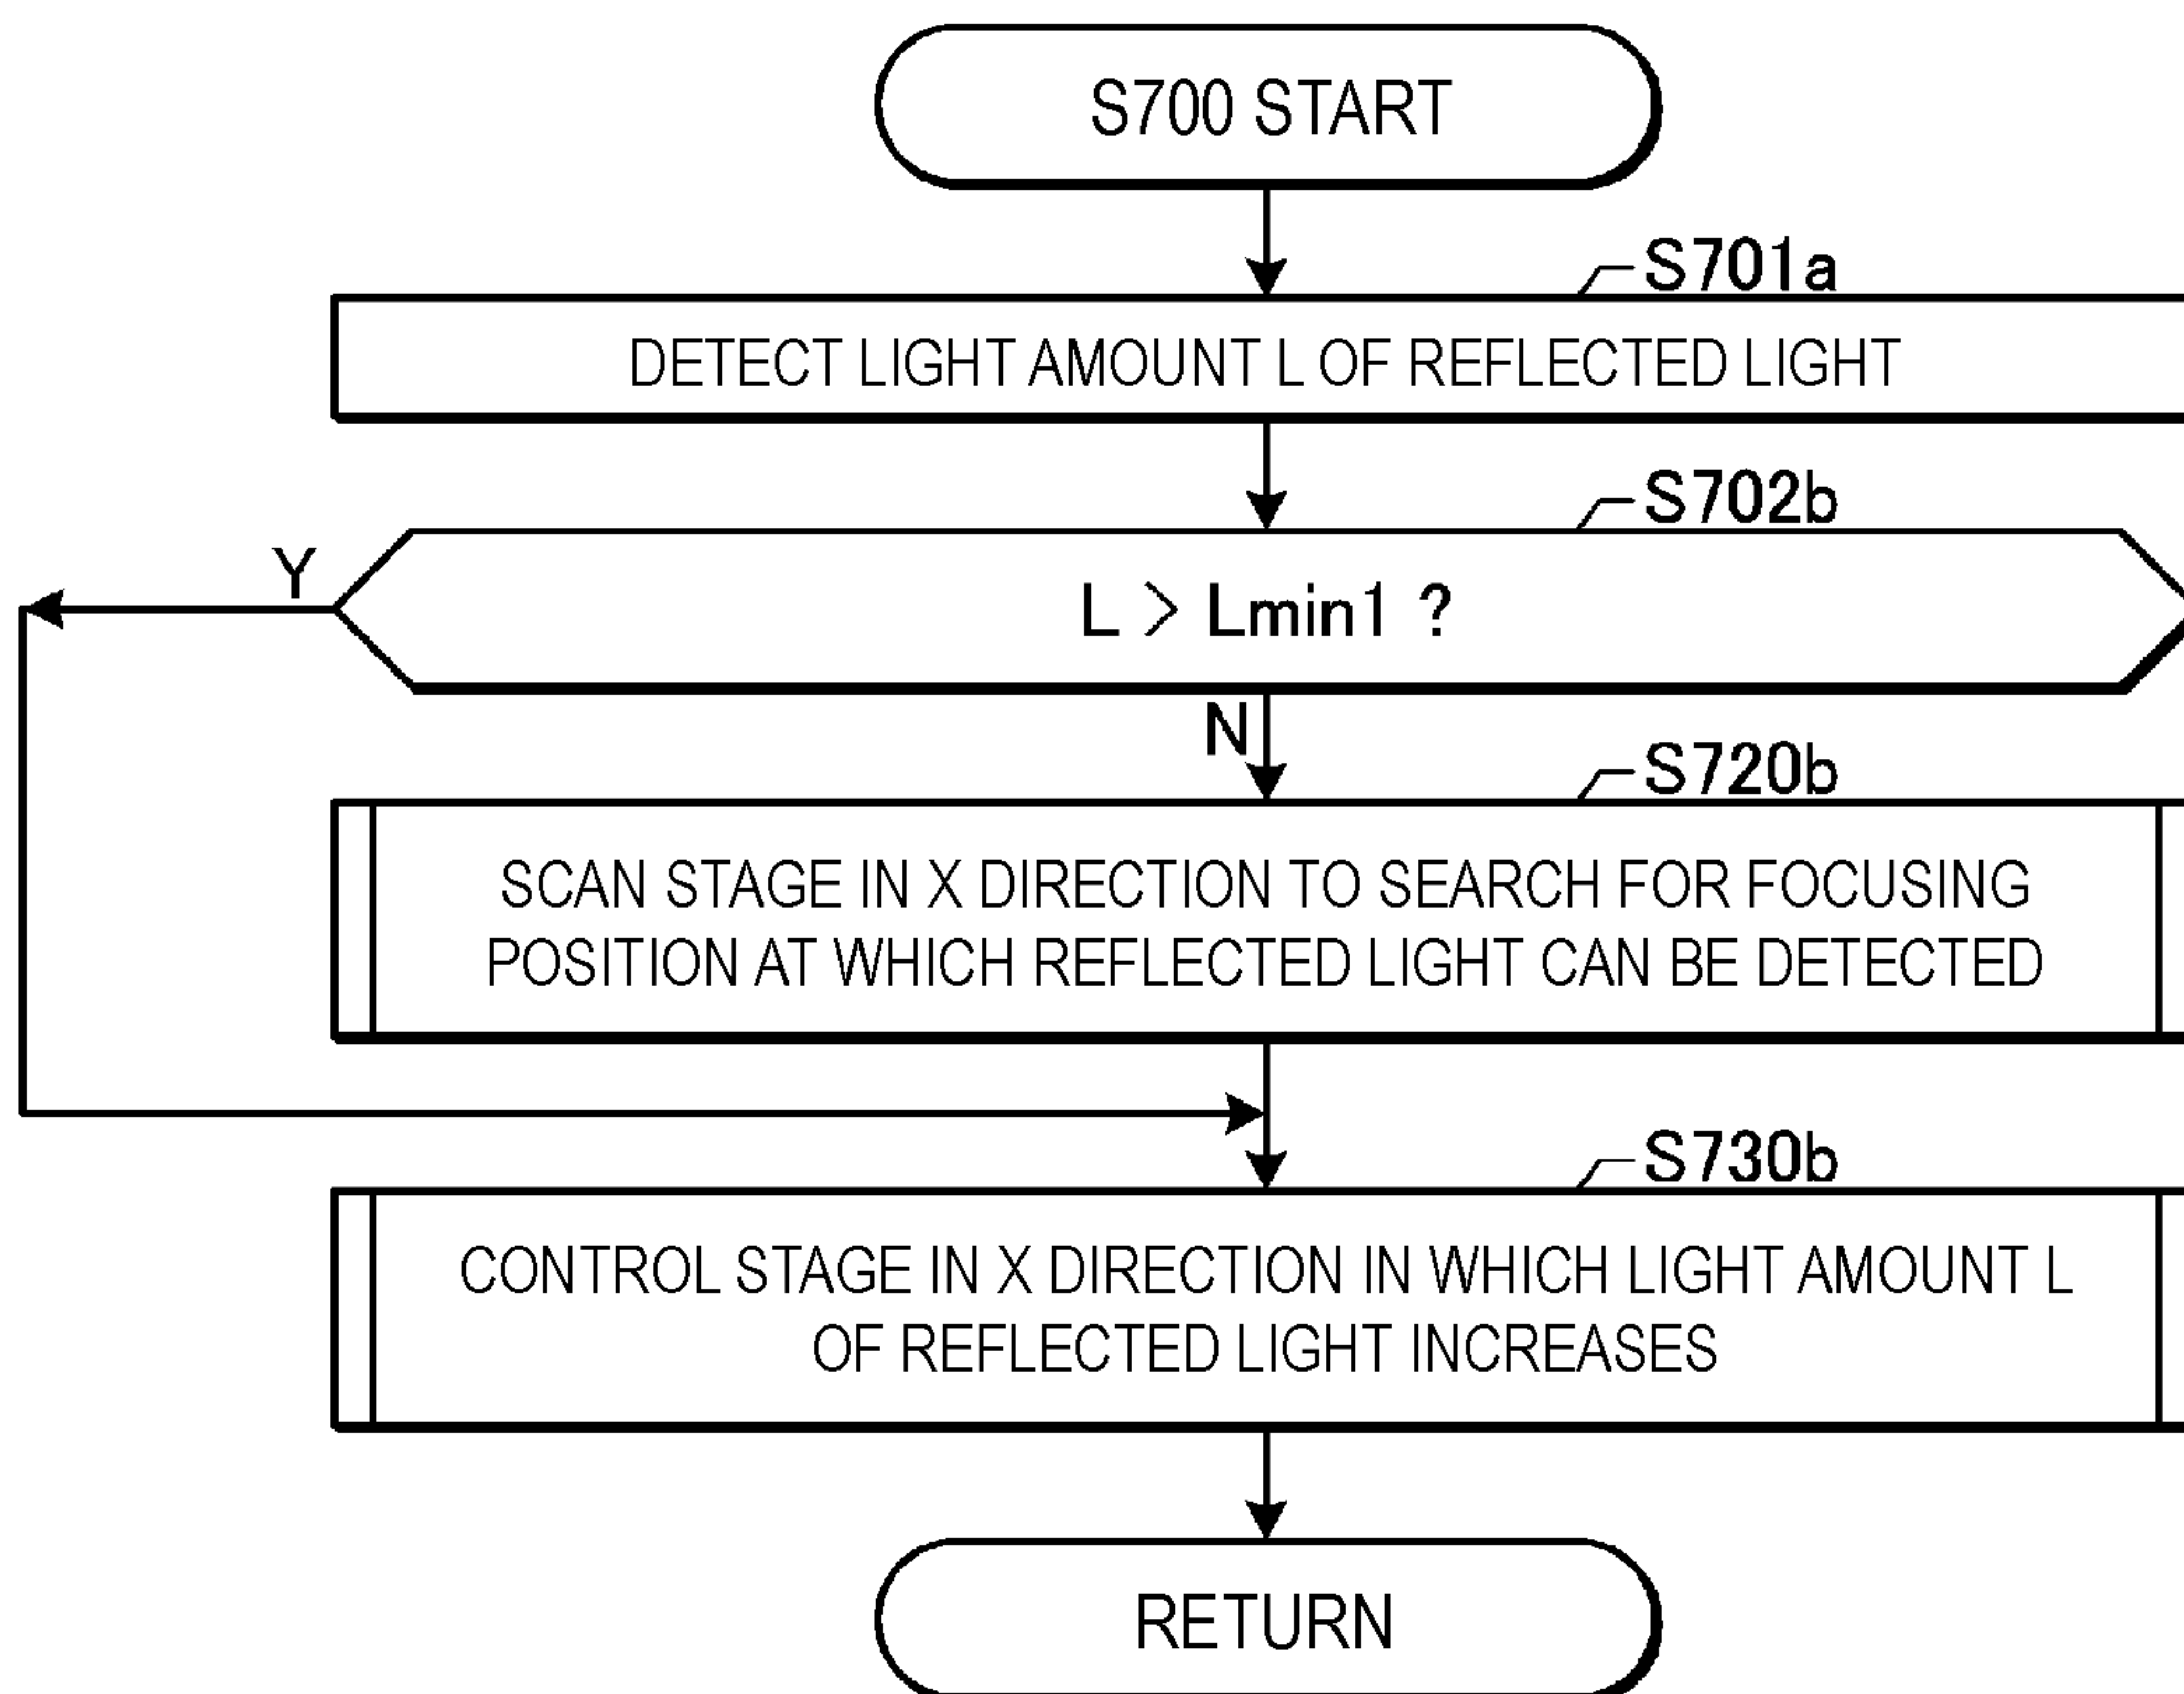 S700 START
S701a
DETECT LIGHT AMOUNT L OF REFLECTED LIGHT
S702b
Y
L > Lmin1 ?
N
S720b
SCAN STAGE IN X DIRECTION TO SEARCH FOR FOCUSING
POSITION AT WHICH REFLECTED LIGHT CAN BE DETECTED
S730b
CONTROL STAGE IN X DIRECTION IN WHICH LIGHT AMOUNT L
OF REFLECTED LIGHT INCREASES
RETURN